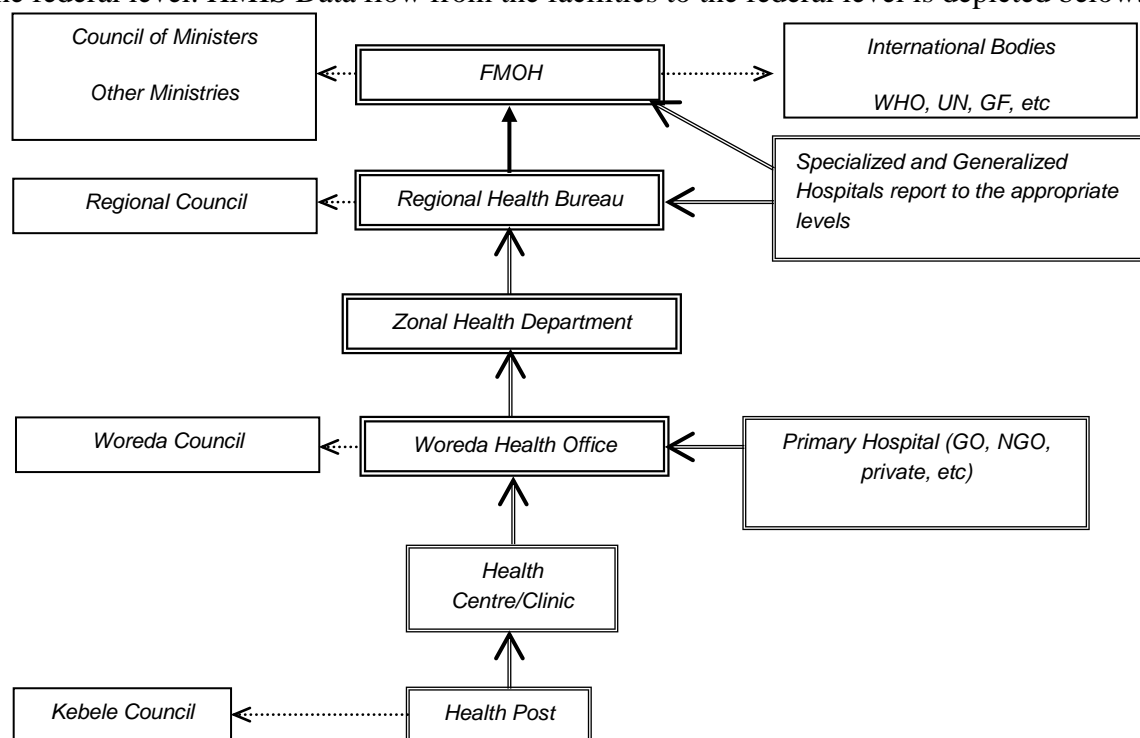 the federal level. HMIS Data flow from the facilities to the federal level is depicted below.
Council of Ministers
Other Ministries
FMOH
International Bodies
WHO, UN, GF, etc
Specialized and Generalized
Hospitals report to the appropriate
levels
Regional Council
Regional Health Bureau
Zonal Health Department
Woreda Council
Woreda Health Office
Primary Hospital (GO, NGO,
private, etc)
Health
Centre/Clinic
Kebele Council
Health Post